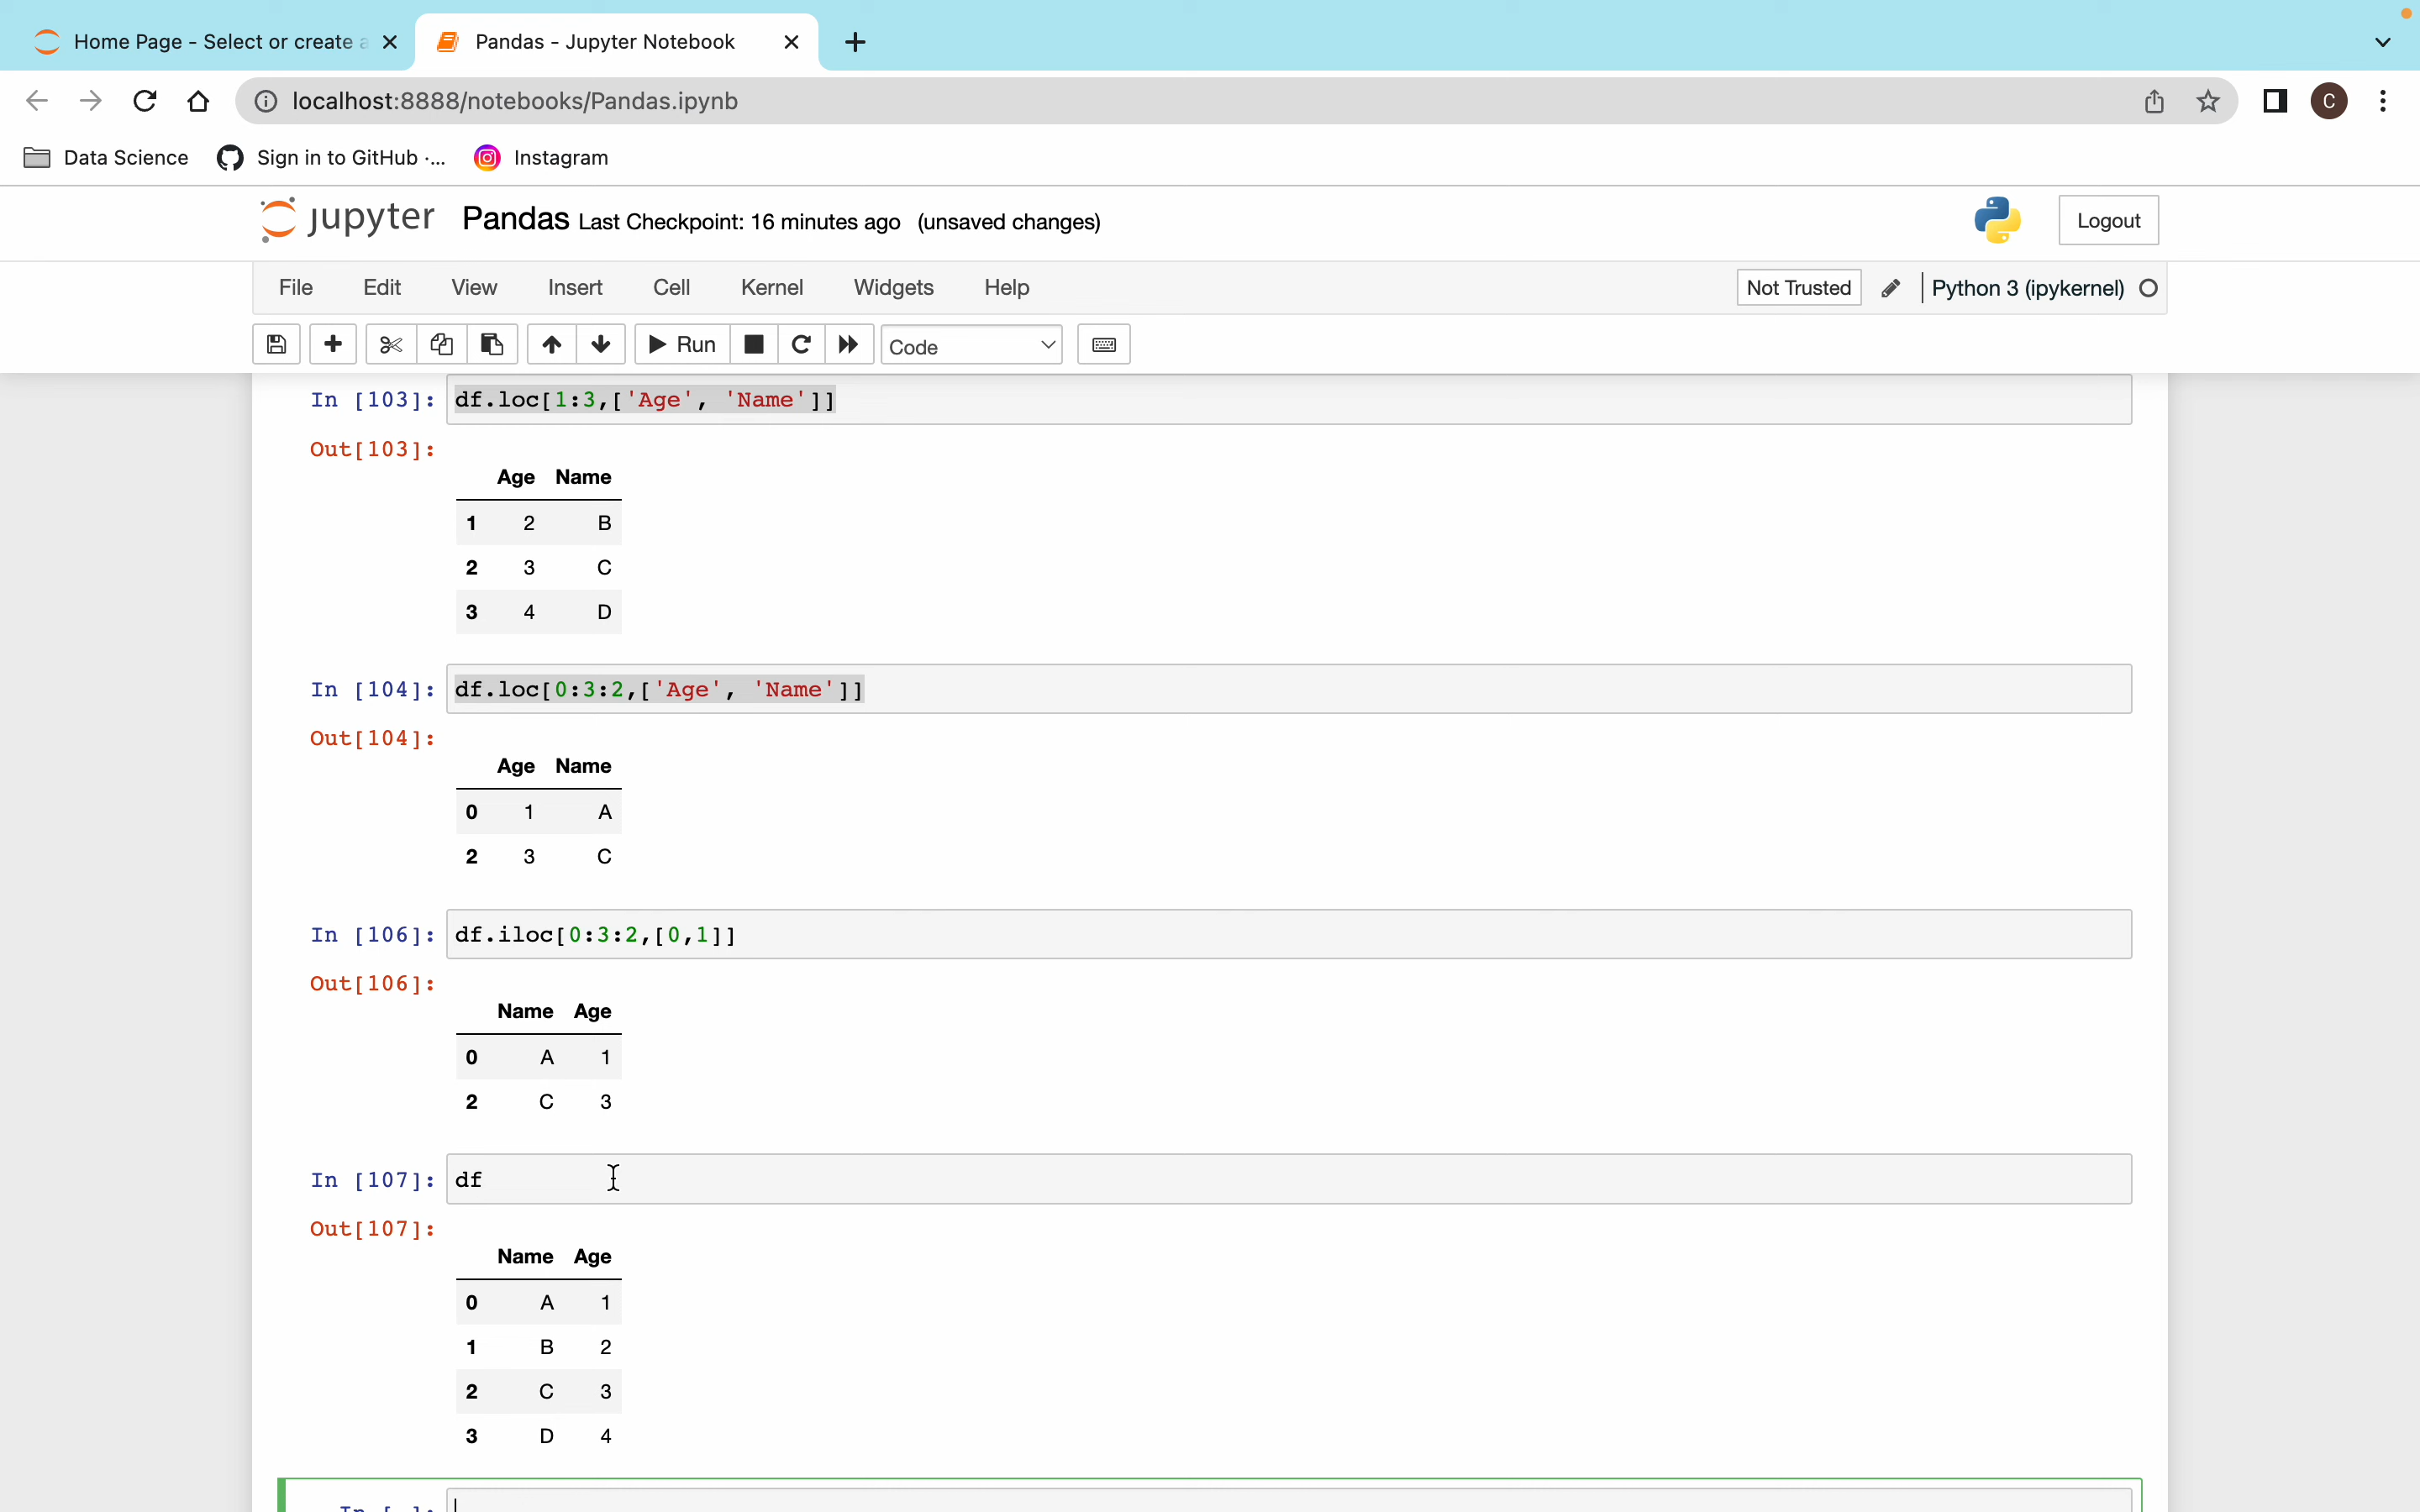 Home Page - Select or create a
Pandas - Jupyter Notebook
localhost:8888/notebooks/Pandas.ipynb
C
Data Science
Sign in to GitHub ·...
Instagram
jupyter Pandas Last Checkpoint: 16 minutes ago (unsaved changes)
Logout
File Edit View Insert Cell Kernel Widgets Help
Not Trusted
Python 3 (ipykernel)
Run
Code
In [103]: df.loc[1:3,['Age', 'Name']]
Out[103]:
Age Name
1 2 B
2 3 C
3 4 D
In [104]: df.loc[0:3:2,['Age', 'Name']]
Out[104]:
Age Name
0 1 A
2 3 C
In [106]: df.iloc[0:3:2,[0,1]]
Out[106]:
Name Age
0 A 1
2 C 3
In [107]: df
Out[107]:
Name Age
0 A 1
1 B 2
2 C 3
3 D 4
In [ ]: